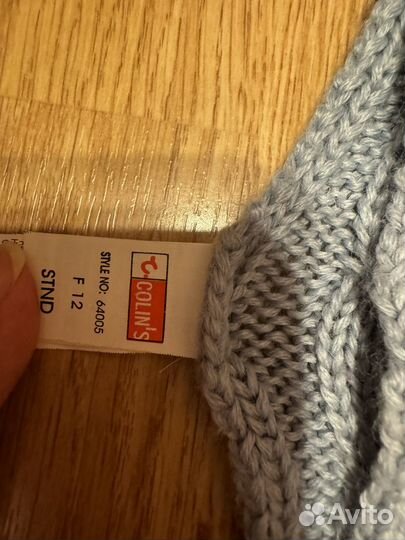 C
COLIN'S
STYLE NO: 64005
F 12
STND
Avito